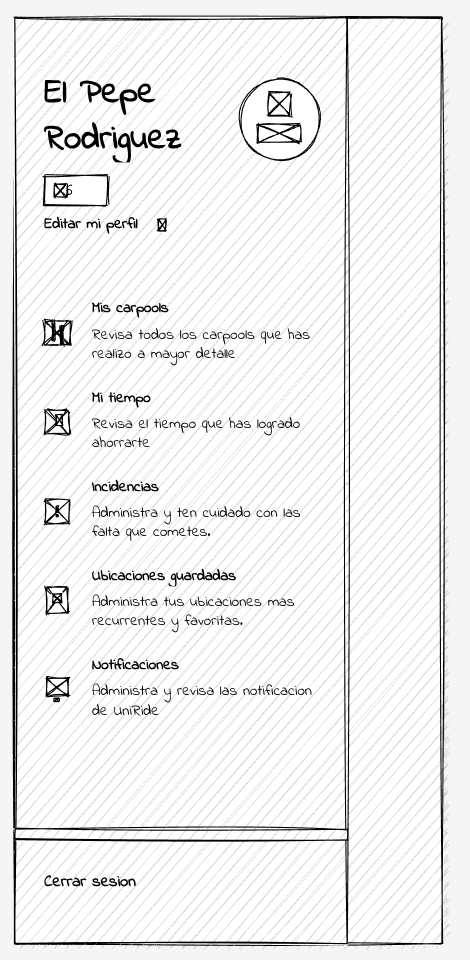 El Pepe
Rodriguez
Editar mi perfil
Mis carpools
Revisa todos los carpools que has
realizo a mayor detalle
Mi tiempo
Revisa el tiempo que has logrado
ahorrarte
Incidencias
Administra y ten cuidado con las
falta que cometes.
Ubicaciones guardadas
Administra tus ubicaciones mas
recurrentes y favoritas.
Notificaciones
Administra y revisa las notificacion
de UniRide
Cerrar sesion